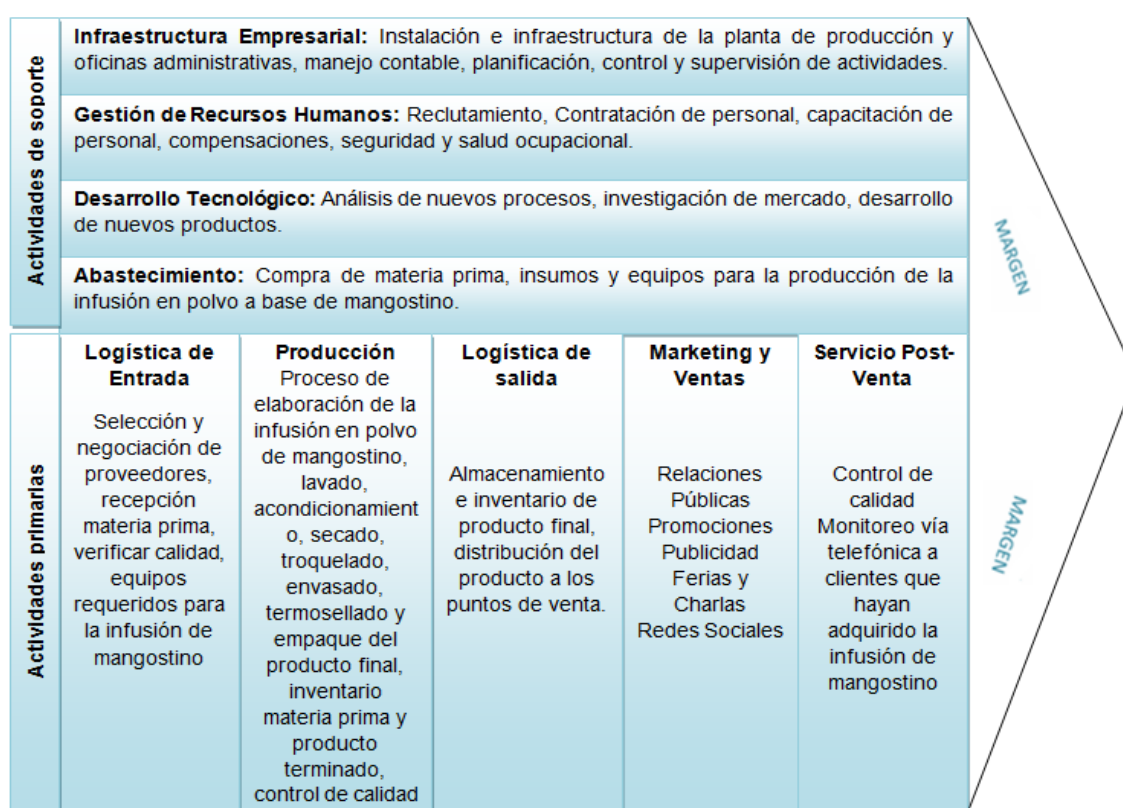 Actividades de soporte
Infraestructura Empresarial: Instalación e infraestructura de la planta de producción y
oficinas administrativas, manejo contable, planificación, control y supervisión de actividades.
Gestión de Recursos Humanos: Reclutamiento, Contratación de personal, capacitación de
personal, compensaciones, seguridad y salud ocupacional.
Desarrollo Tecnológico: Análisis de nuevos procesos, investigación de mercado, desarrollo
de nuevos productos.
Abastecimiento: Compra de materia prima, insumos y equipos para la producción de la
infusión en polvo a base de mangostino.
MARGEN
Actividades primarias
Logística de
Entrada
Selección y
negociación de
proveedores,
recepción
materia prima,
verificar calidad,
equipos
requeridos para
la infusión de
mangostino
Producción
Proceso de
elaboración de la
infusión en polvo
de mangostino,
lavado,
acondicionamient
o, secado,
troquelado,
envasado,
termosellado y
empaque del
producto final,
inventario
materia prima y
producto
terminado,
control de calidad
Logística de
salida
Almacenamiento
e inventario de
producto final,
distribución del
producto a los
puntos de venta.
Marketing y
Ventas
Relaciones
Públicas
Promociones
Publicidad
Ferias y
Charlas
Redes Sociales
Servicio Post-
Venta
Control de
calidad
Monitoreo vía
telefónica a
clientes que
hayan
adquirido la
infusión de
mangostino
MARGEN